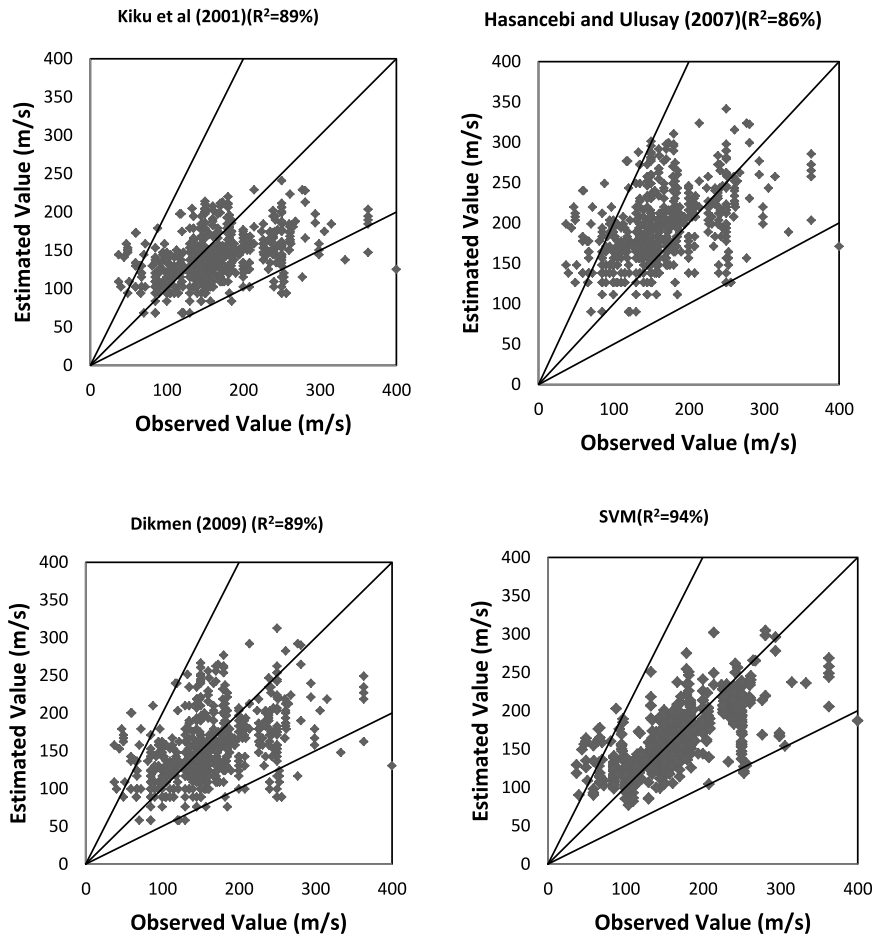 Kiku et al (2001)(R²=89%)
400
350
300
250
200
150
100
50
0
Estimated Value (m/s)
0 100 200 300 400
Observed Value (m/s)
Hasancebi and Ulusay (2007)(R²=86%)
400
350
300
250
200
150
100
50
0
Estimated Value (m/s)
0 100 200 300 400
Observed Value (m/s)
Dikmen (2009) (R²=89%)
400
350
300
250
200
150
100
50
0
Estimated Value (m/s)
0 100 200 300 400
Observed Value (m/s)
SVM(R²=94%)
400
350
300
250
200
150
100
50
0
Estimated Value (m/s)
0 100 200 300 400
Observed Value (m/s)